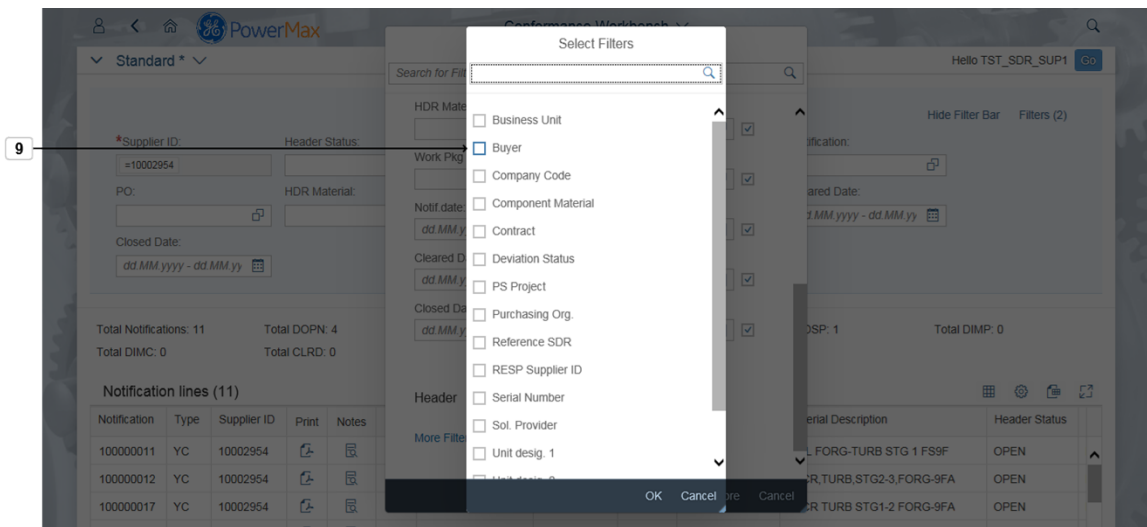 PowerMax
Conformance Workbench
Standard *
Hello TST_SDR_SUP1 Go
Select Filters
Search for Filt
Hide Filter Bar Filters (2)
9
*Supplier ID: Header Status:
=10002954
PO: HDR Material:
Closed Date:
dd.MM.yyyy - dd.MM.yy
HDR Mate
Work Pkg
Notif.date:
dd.MM.y
Cleared D
dd.MM.y
Closed Da
dd.MM.y
Header
More Filte
Business Unit
Buyer
Company Code
Component Material
Contract
Deviation Status
PS Project
Purchasing Org.
Reference SDR
RESP Supplier ID
Serial Number
Sol. Provider
Unit desig. 1
OK Cancel
ore Cancel
ification:
ared Date:
d.MM.yyyy - dd.MM.yy
Total Notifications: 11 Total DOPN: 4 DSP: 1 Total DIMP: 0
Total DIMC: 0 Total CLRD: 0
Notification lines (11)
Notification Type Supplier ID Print Notes erial Description Header Status
100000011 YC 10002954 L FORG-TURB STG 1 FS9F OPEN
100000012 YC 10002954 CR,TURB,STG2-3,FORG-9FA OPEN
100000017 YC 10002954 CR TURB STG1-2 FORG-9FA OPEN